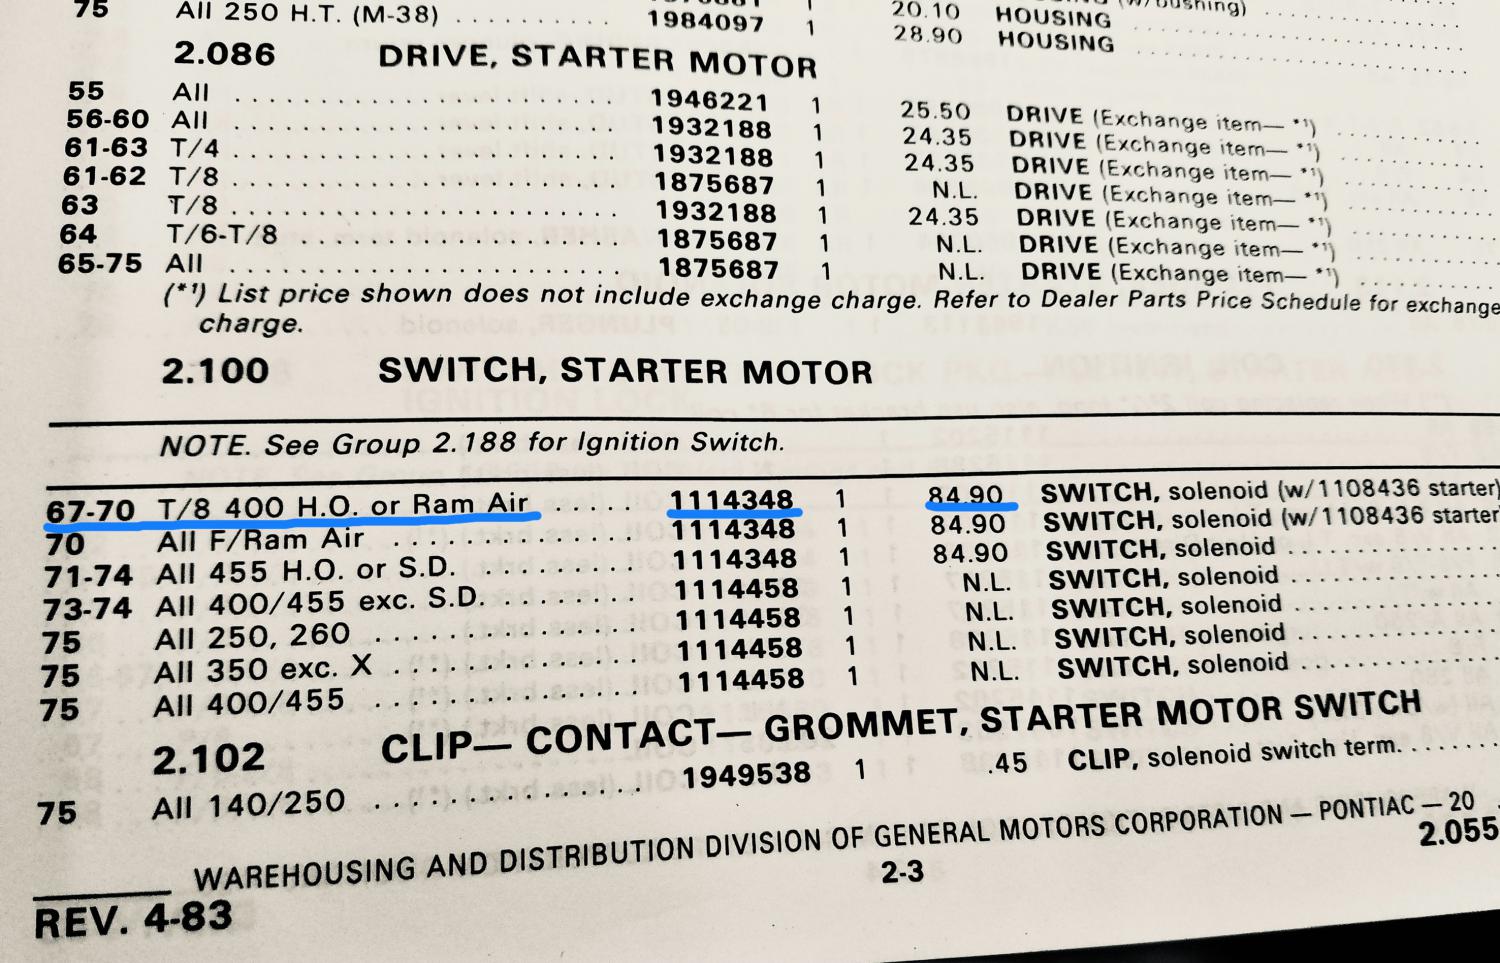 (w/bushing)
75 All 250 H.T. (M-38) .......... 1984097 1 20.10 HOUSING
28.90 HOUSING
2.086 DRIVE, STARTER MOTOR
55 All .......... 1946221 1 25.50 DRIVE (Exchange item— *¹)
56-60 All .......... 1932188 1 24.35 DRIVE (Exchange item— *¹)
61-63 T/4 .......... 1932188 1 24.35 DRIVE (Exchange item— *¹)
61-62 T/8 .......... 1875687 1 N.L. DRIVE (Exchange item— *¹)
63 T/8 .......... 1932188 1 24.35 DRIVE (Exchange item— *¹)
64 T/6-T/8 .......... 1875687 1 N.L. DRIVE (Exchange item— *¹)
65-75 All .......... 1875687 1 N.L. DRIVE (Exchange item— *¹)
(*¹) List price shown does not include exchange charge. Refer to Dealer Parts Price Schedule for exchange
charge.
2.100 SWITCH, STARTER MOTOR
NOTE. See Group 2.188 for Ignition Switch.
67-70 T/8 400 H.O. or Ram Air .... 1114348 1 84.90 SWITCH, solenoid (w/1108436 starter)
70 All F/Ram Air .......... 1114348 1 84.90 SWITCH, solenoid (w/1108436 starter
71-74 All 455 H.O. or S.D. .......... 1114348 1 84.90 SWITCH, solenoid ..........
73-74 All 400/455 exc. S.D. .......... 1114458 1 N.L. SWITCH, solenoid ..........
75 All 250, 260 .......... 1114458 1 N.L. SWITCH, solenoid ..........
75 All 350 exc. X .......... 1114458 1 N.L. SWITCH, solenoid ..........
75 All 400/455 .......... 1114458 1 N.L. SWITCH, solenoid ..........
2.102 CLIP— CONTACT— GROMMET, STARTER MOTOR SWITCH
75 All 140/250 .......... 1949538 1 .45 CLIP, solenoid switch term. .......
WAREHOUSING AND DISTRIBUTION DIVISION OF GENERAL MOTORS CORPORATION — PONTIAC — 20
2.055
2-3
REV. 4-83